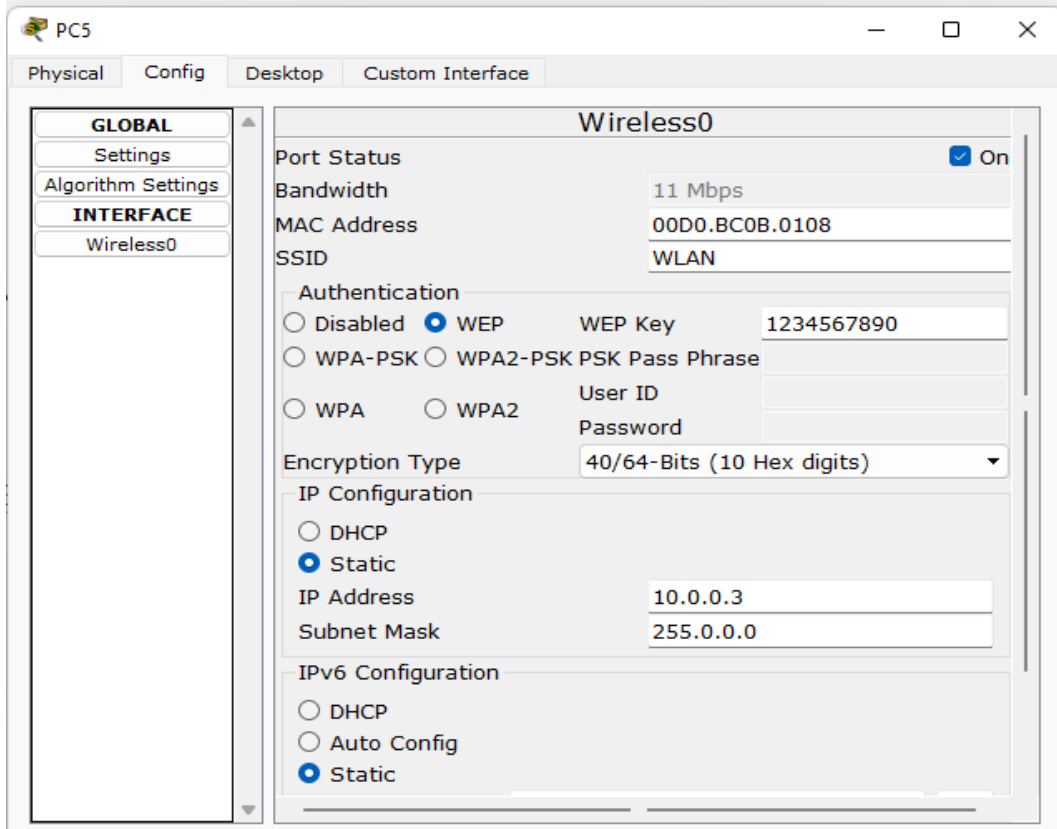 PC5
Physical Config Desktop Custom Interface
GLOBAL
Settings
Algorithm Settings
INTERFACE
Wireless0
Wireless0
Port Status On
Bandwidth 11 Mbps
MAC Address 00D0.BC0B.0108
SSID WLAN
Authentication
Disabled WEP WEP Key 1234567890
WPA-PSK WPA2-PSK PSK Pass Phrase
User ID
WPA WPA2
Password
Encryption Type 40/64-Bits (10 Hex digits)
IP Configuration
DHCP
Static
IP Address 10.0.0.3
Subnet Mask 255.0.0.0
IPv6 Configuration
DHCP
Auto Config
Static